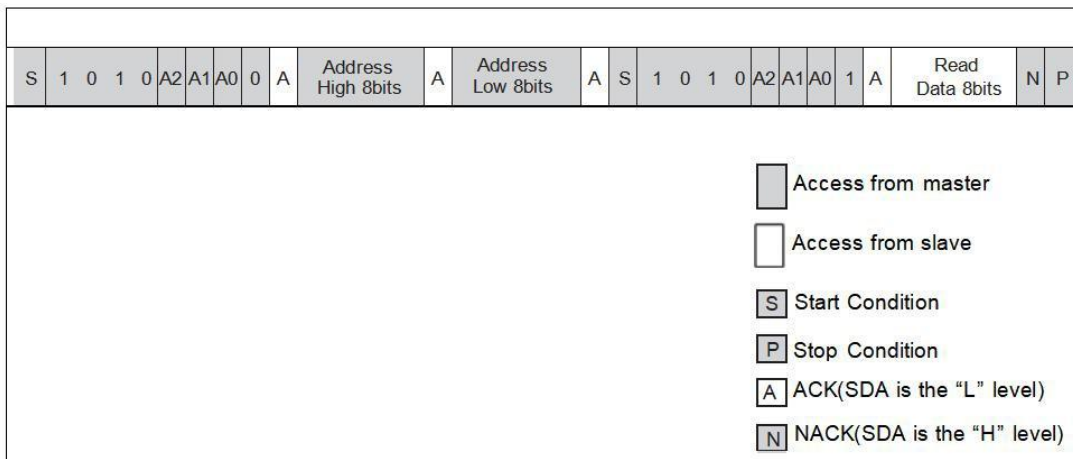 S 1 0 1 0 A2 A1 A0 0 A Address High 8bits A Address Low 8bits A S 1 0 1 0 A2 A1 A0 1 A Read Data 8bits N P
Access from master
Access from slave
S Start Condition
P Stop Condition
A ACK(SDA is the “L” level)
N NACK(SDA is the “H” level)